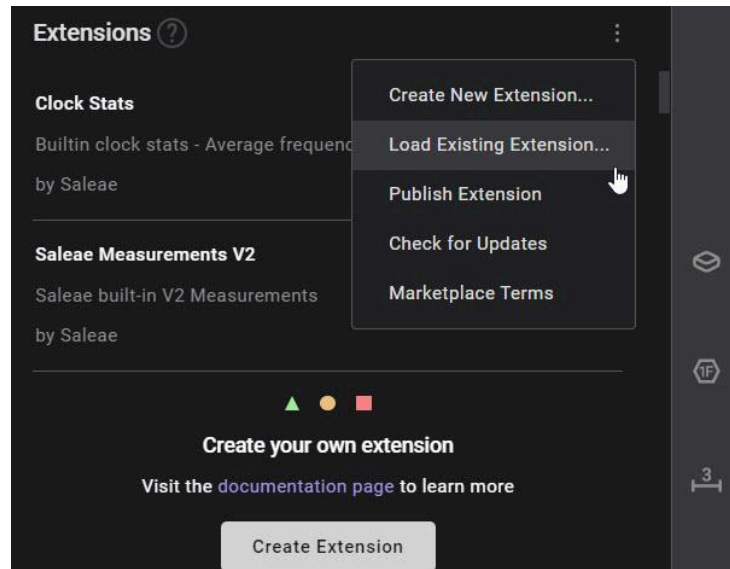 Extensions ?
Create New Extension...
Clock Stats
Builtin clock stats - Average frequenc
Load Existing Extension...
by Saleae
Publish Extension
Check for Updates
Saleae Measurements V2
Saleae built-in V2 Measurements
Marketplace Terms
by Saleae
1F
Create your own extension
Visit the documentation page to learn more
3
Create Extension